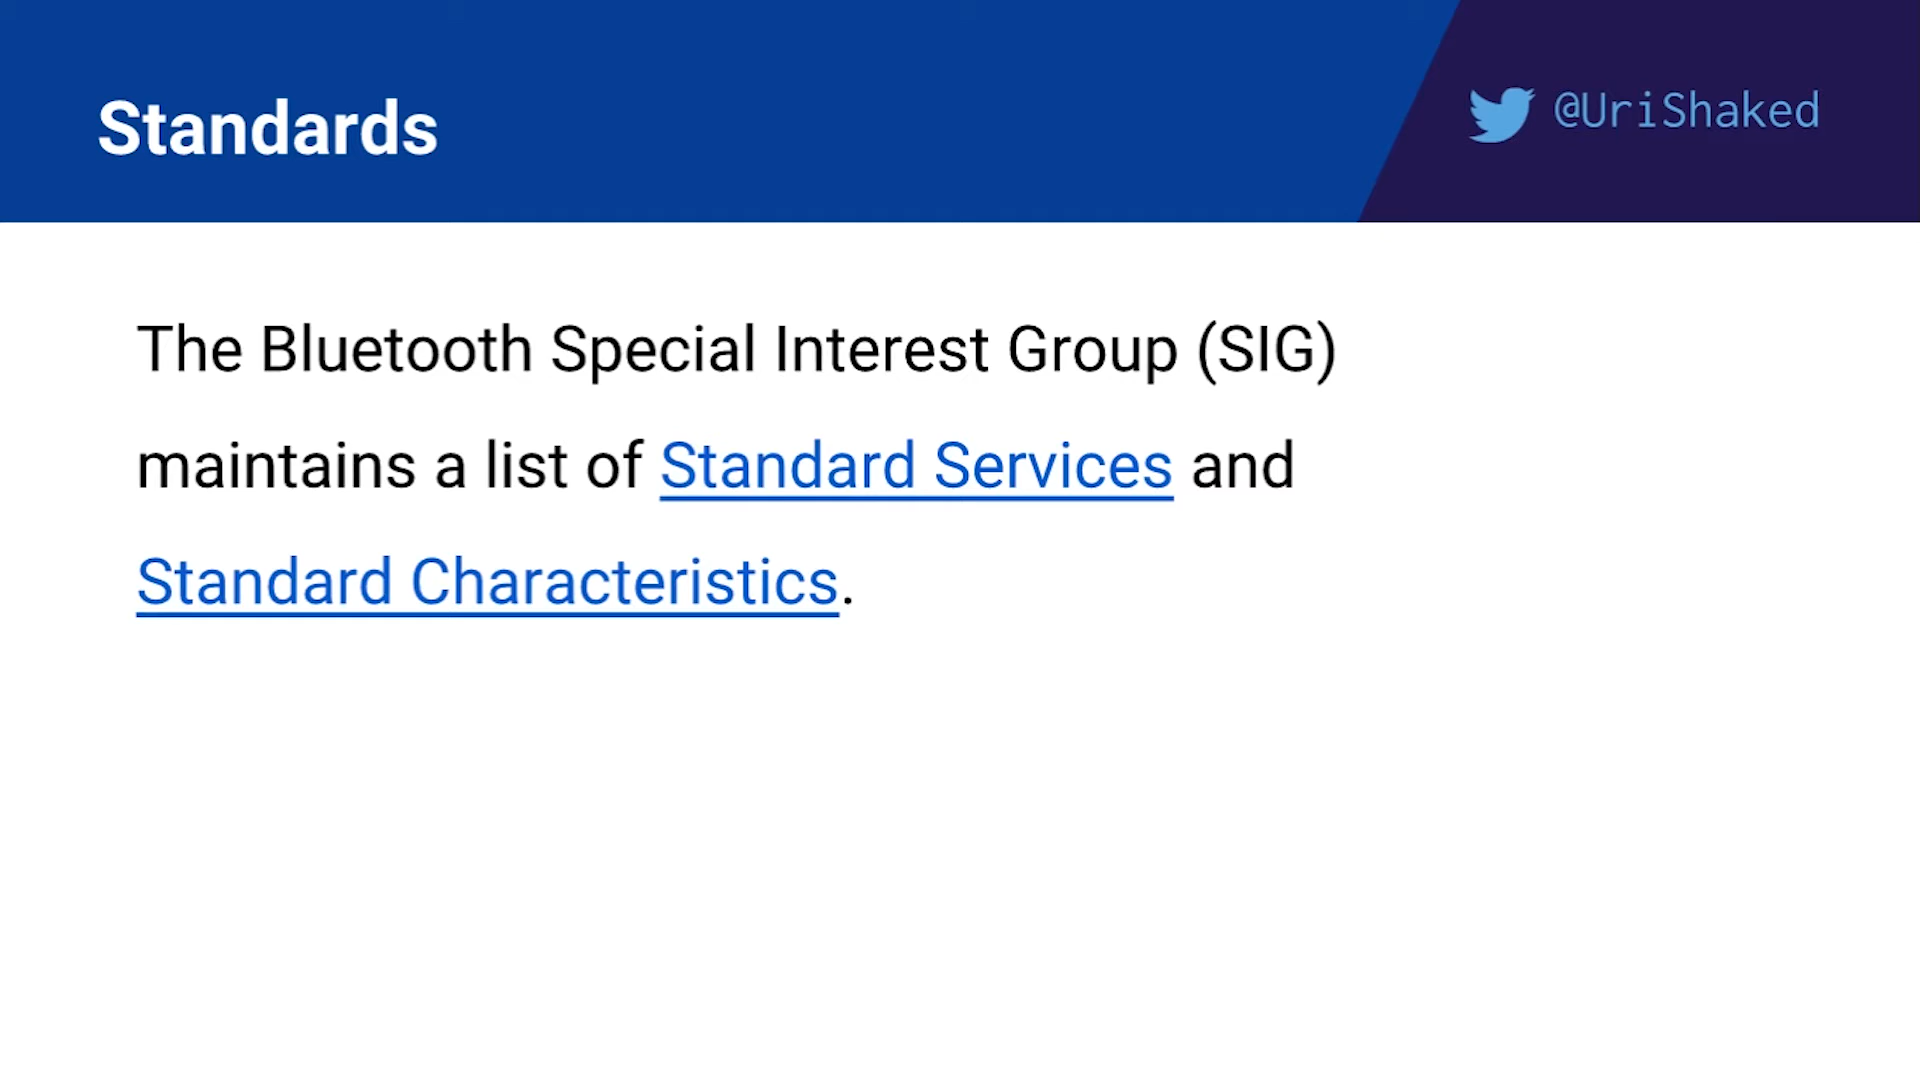 Standards
@UriShaked
The Bluetooth Special Interest Group (SIG)
maintains a list of Standard Services and
Standard Characteristics.